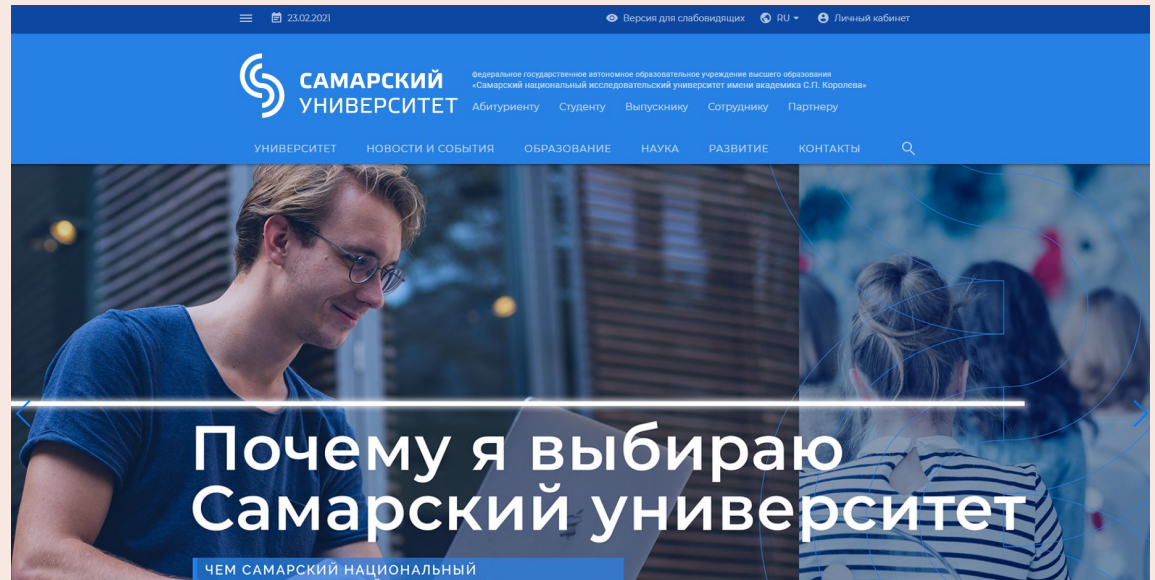 23.02.2021 Версия для слабовидящих RU Личный кабинет
САМАРСКИЙ
УНИВЕРСИТЕТ
федеральное государственное автономное образовательное учреждение высшего образования
«Самарский национальный исследовательский университет имени академика С.П. Королева»
Абитуриенту Студенту Выпускнику Сотруднику Партнеру
УНИВЕРСИТЕТ НОВОСТИ И СОБЫТИЯ ОБРАЗОВАНИЕ НАУКА РАЗВИТИЕ КОНТАКТЫ
Почему я выбираю
Самарский университет
ЧЕМ САМАРСКИЙ НАЦИОНАЛЬНЫЙ